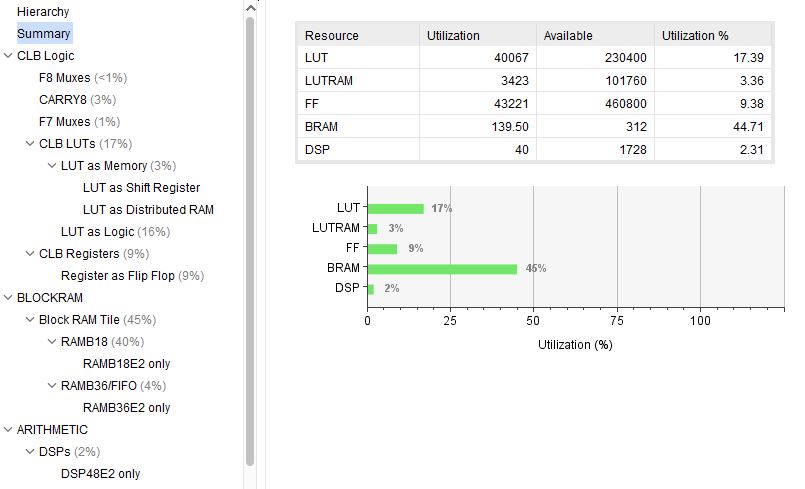 Hierarchy
Summary
CLB Logic
F8 Muxes (<1%)
CARRY8 (3%)
F7 Muxes (1%)
CLB LUTs (17%)
LUT as Memory (3%)
LUT as Shift Register
LUT as Distributed RAM
LUT as Logic (16%)
CLB Registers (9%)
Register as Flip Flop (9%)
BLOCKRAM
Block RAM Tile (45%)
RAMB18 (40%)
RAMB18E2 only
RAMB36/FIFO (4%)
RAMB36E2 only
ARITHMETIC
DSPs (2%)
DSP48E2 only
Resource Utilization Available Utilization %
LUT 40067 230400 17.39
LUTRAM 3423 101760 3.36
FF 43221 460800 9.38
BRAM 139.50 312 44.71
DSP 40 1728 2.31
LUT 17%
LUTRAM 3%
FF 9%
BRAM 45%
DSP 2%
0 25 50 75 100
Utilization (%)